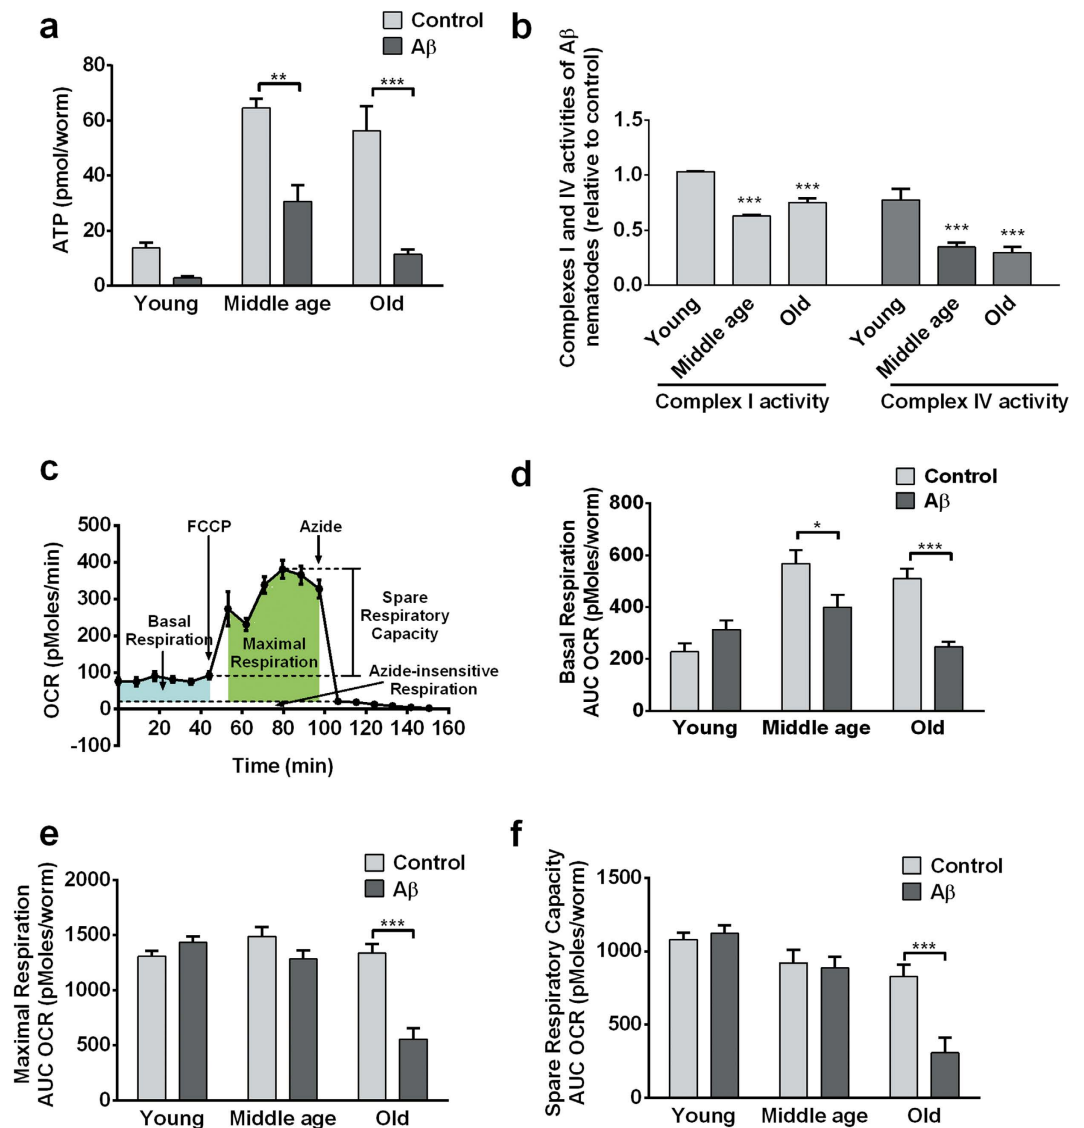 a
Control
Aβ
ATP (pmol/worm)
80
60
40
20
0
**
***
Young
Middle age
Old
b
Complexes I and IV activities of Aβ
nematodes (relative to control)
1.5
1.0
0.5
0.0
***
***
***
***
Young
Middle age
Old
Young
Middle age
Old
Complex I activity
Complex IV activity
c
OCR (pMoles/min)
500
400
300
200
100
0
-100
FCCP
Azide
Basal
Respiration
Maximal
Respiration
Spare
Respiratory
Capacity
Azide-insensitive
Respiration
20
40
60
80
100
120
140
160
Time (min)
d
Control
Aβ
Basal Respiration
AUC OCR (pMoles/worm)
800
600
400
200
0
*
***
Young
Middle age
Old
e
Control
Aβ
Maximal Respiration
AUC OCR (pMoles/worm)
2000
1500
1000
500
0
***
Young
Middle age
Old
f
Control
Aβ
Spare Respiratory Capacity
AUC OCR (pMoles/worm)
1500
1000
500
0
***
Young
Middle age
Old